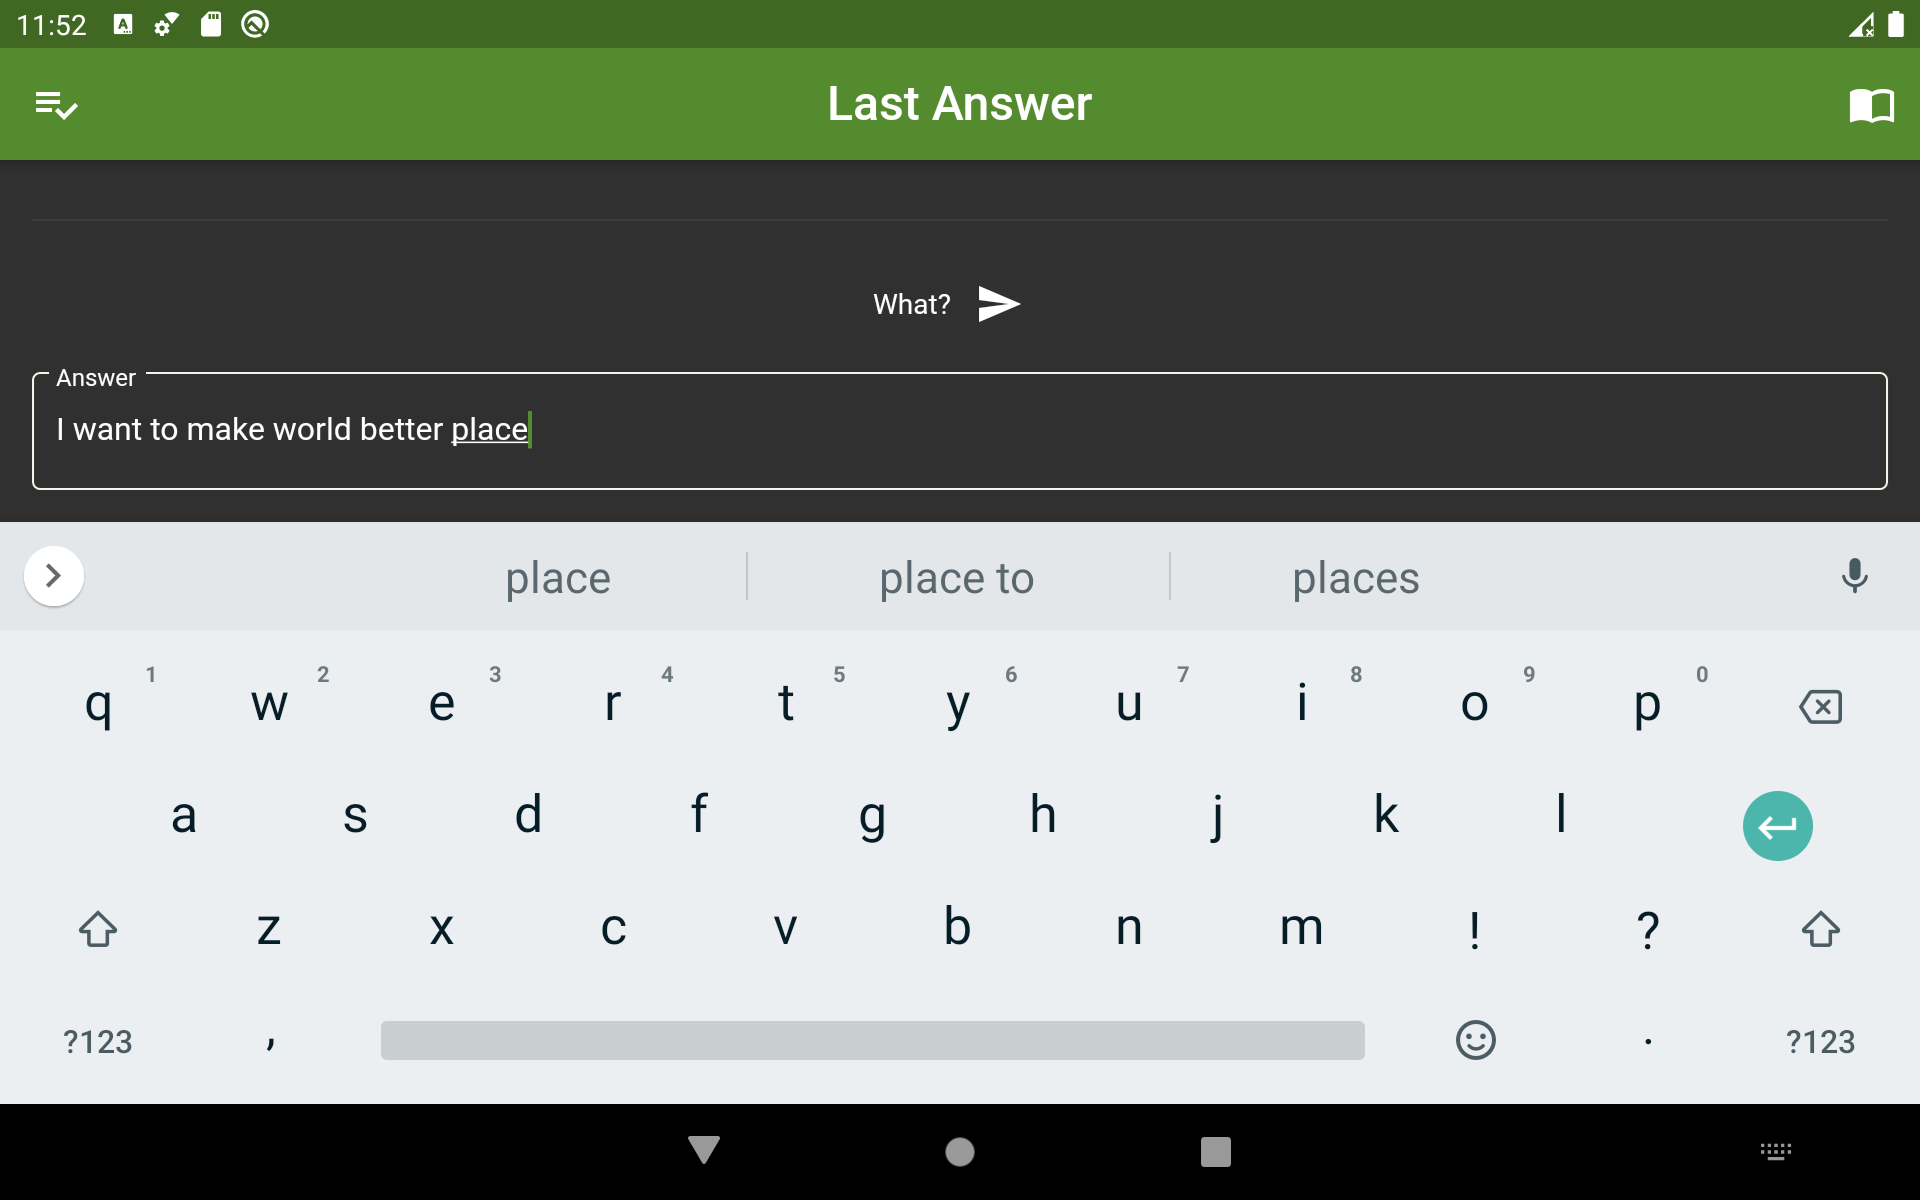 11:52
Last Answer
What?
Answer
I want to make world better place
place place to places
q 1 w 2 e 3 r 4 t 5 y 6 u 7 i 8 o 9 p 0
a s d f g h j k l
z x c v b n m ! ?
?123 , . ?123